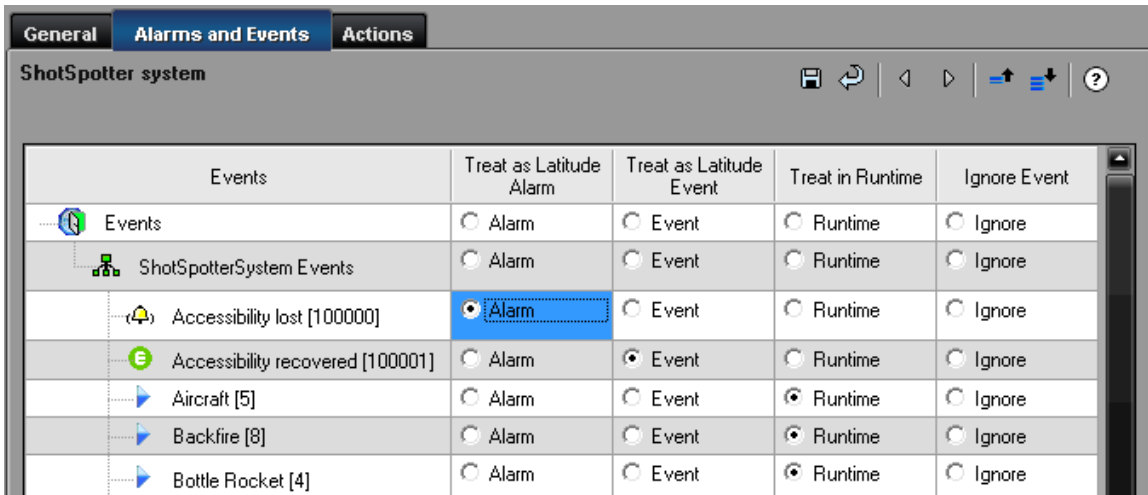 General Alarms and Events Actions
ShotSpotter system
Events Treat as Latitude Alarm Treat as Latitude Event Treat in Runtime Ignore Event
Events Alarm Event Runtime Ignore
ShotSpotterSystem Events Alarm Event Runtime Ignore
Accessibility lost [100000] Alarm Event Runtime Ignore
E Accessibility recovered [100001] Alarm Event Runtime Ignore
Aircraft [5] Alarm Event Runtime Ignore
Backfire [8] Alarm Event Runtime Ignore
Bottle Rocket [4] Alarm Event Runtime Ignore